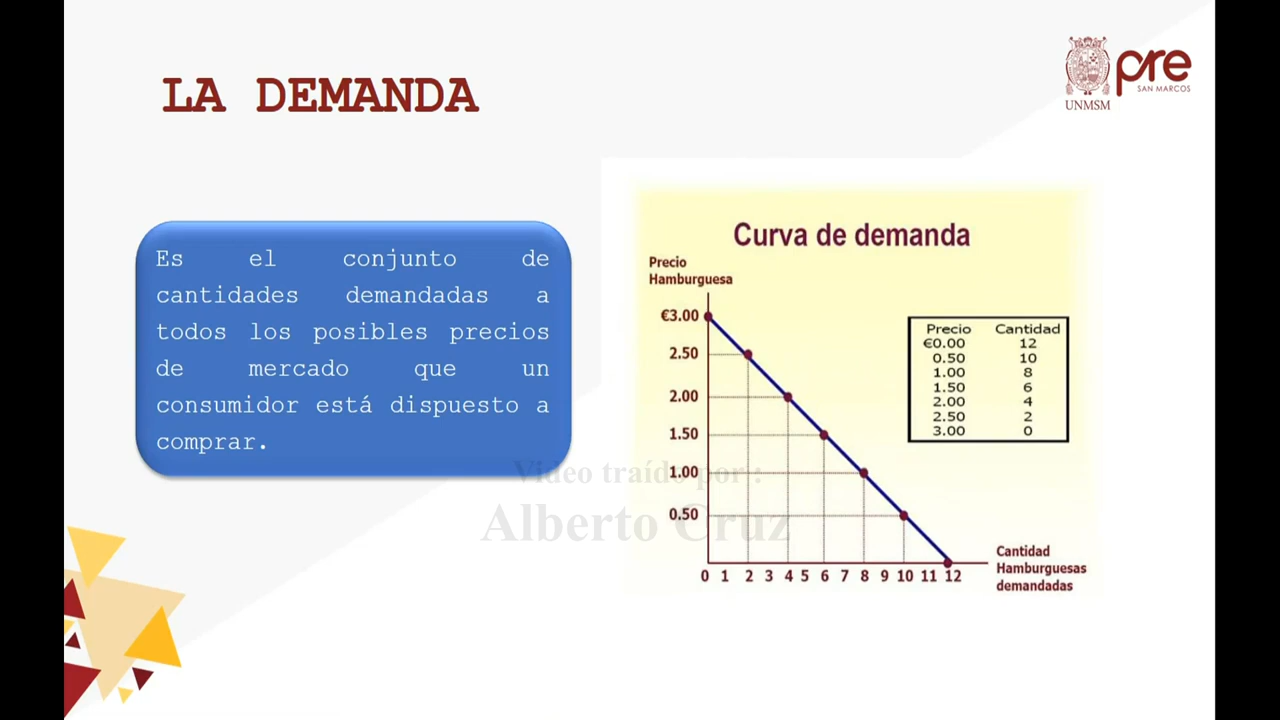 LA DEMANDA
UNMSM
pre
SAN MARCOS
Es el conjunto de
cantidades demandadas a
todos los posibles precios
de mercado que un
consumidor está dispuesto a
comprar.
Curva de demanda
Precio
Hamburguesa
€3.00
2.50
2.00
1.50
1.00
0.50
0 1 2 3 4 5 6 7 8 9 10 11 12
Cantidad
Hamburguesas
demandadas
Precio Cantidad
€0.00 12
0.50 10
1.00 8
1.50 6
2.00 4
2.50 2
3.00 0
Video traído por :
Alberto Cruz